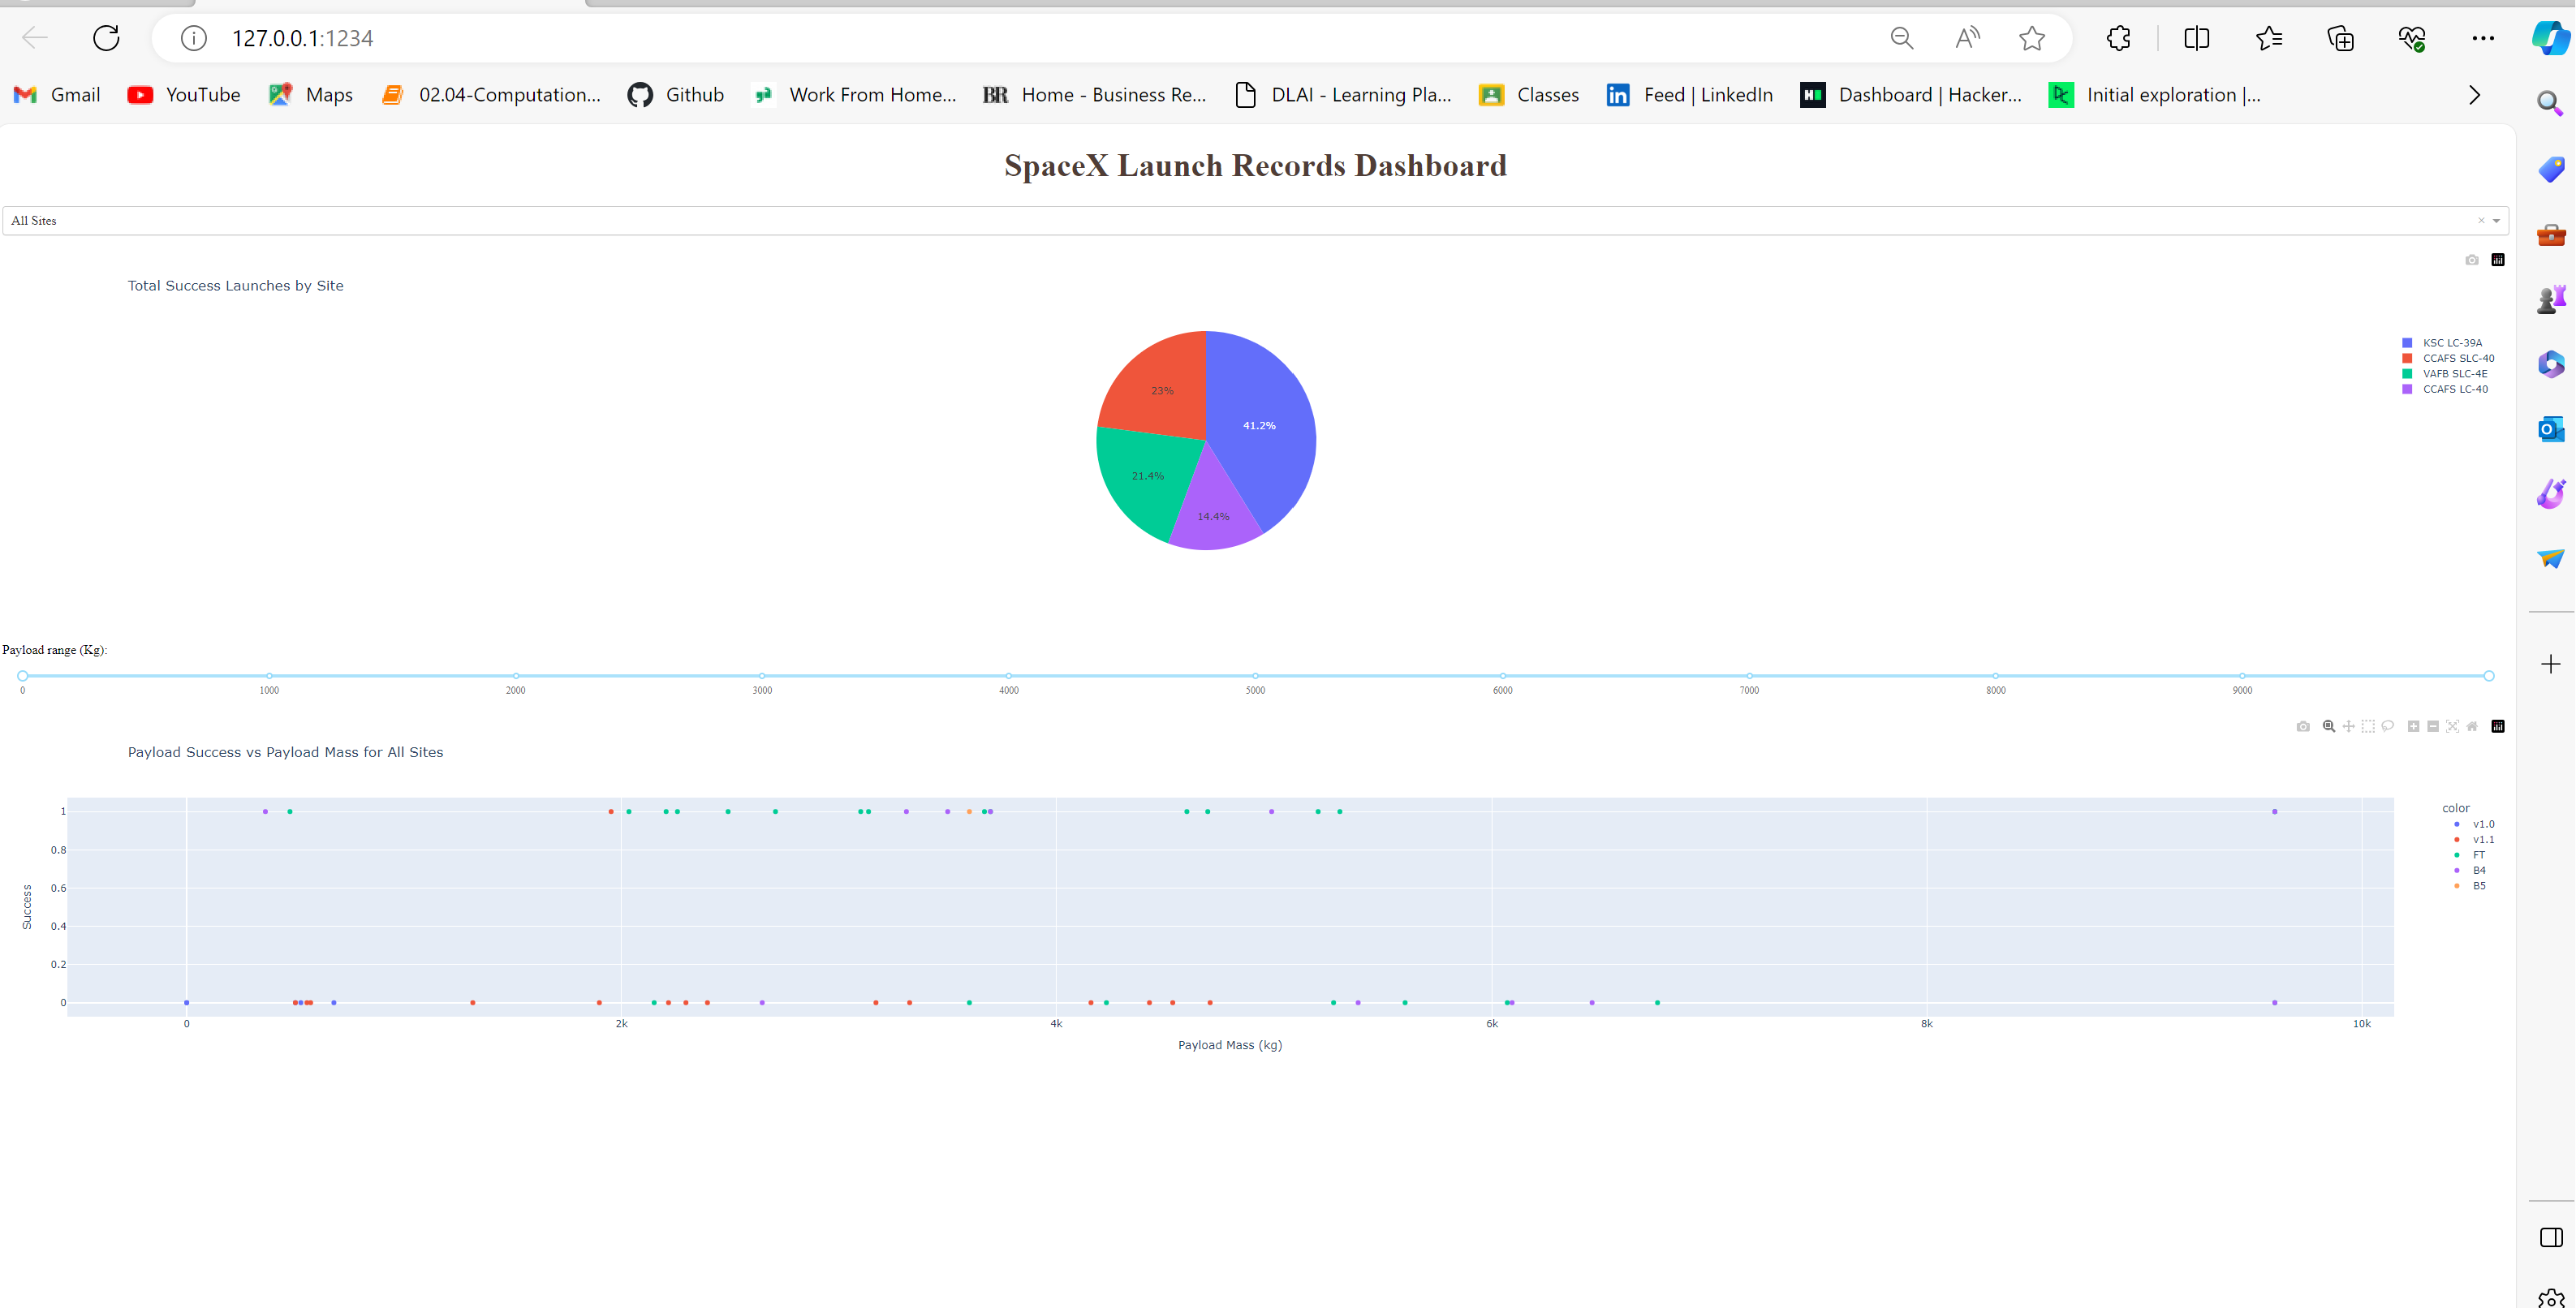 127.0.0.1:1234
Gmail YouTube Maps 02.04-Computation... Github Work From Home... BR Home - Business Re... DLAI - Learning Pla... Classes Feed | LinkedIn Dashboard | Hacker... Initial exploration |...
SpaceX Launch Records Dashboard
All Sites
Total Success Launches by Site
KSC LC-39A
CCAFS SLC-40
VAFB SLC-4E
CCAFS LC-40
23%
41.2%
21.4%
14.4%
Payload range (Kg):
0 1000 2000 3000 4000 5000 6000 7000 8000 9000
Payload Success vs Payload Mass for All Sites
color
v1.0
v1.1
FT
B4
B5
Success
1
0.8
0.6
0.4
0.2
0
0 2k 4k 6k 8k 10k
Payload Mass (kg)